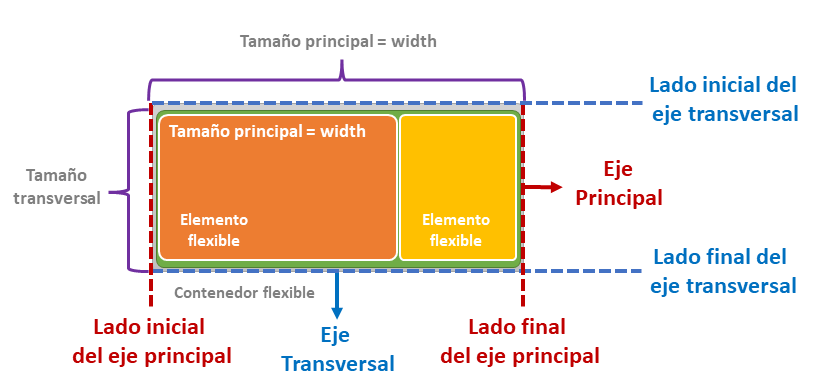 Tamaño principal = width
Lado inicial del
eje transversal
Tamaño principal = width
Tamaño
transversal
Eje
Principal
Elemento
flexible
Elemento
flexible
Lado final del
eje transversal
Contenedor flexible
Lado inicial
del eje principal
Eje
Transversal
Lado final
del eje principal